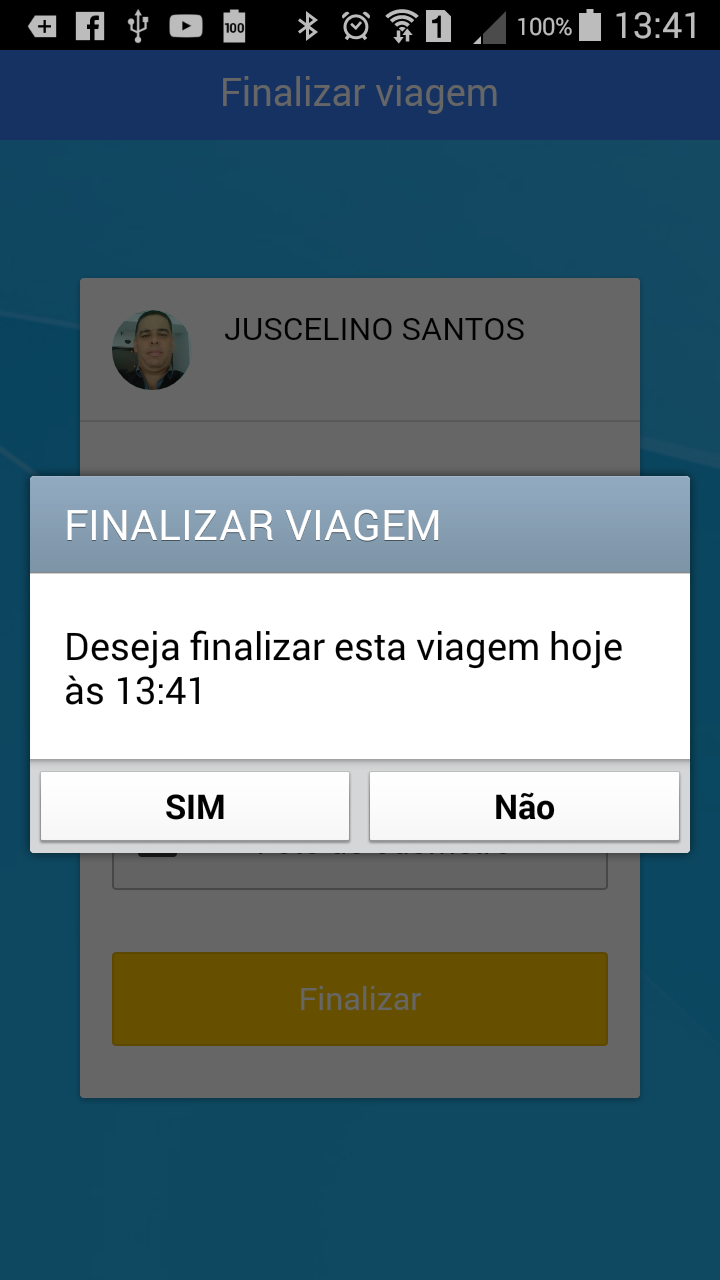 100
1
100%
13:41
Finalizar viagem
JUSCELINO SANTOS
FINALIZAR VIAGEM
Deseja finalizar esta viagem hoje
às 13:41
SIM
Não
Finalizar